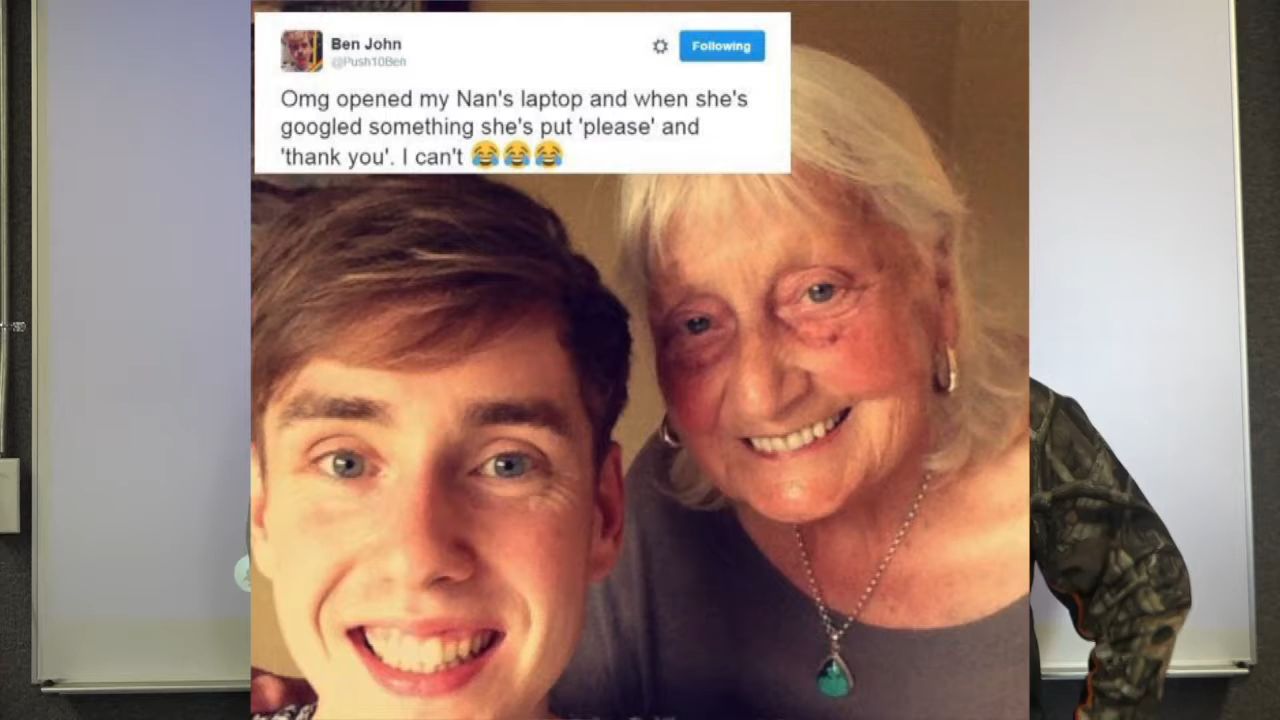 Ben John
@Push10Ben
Following
Omg opened my Nan's laptop and when she's
googled something she's put 'please' and
'thank you'. I can't 😂😂😂